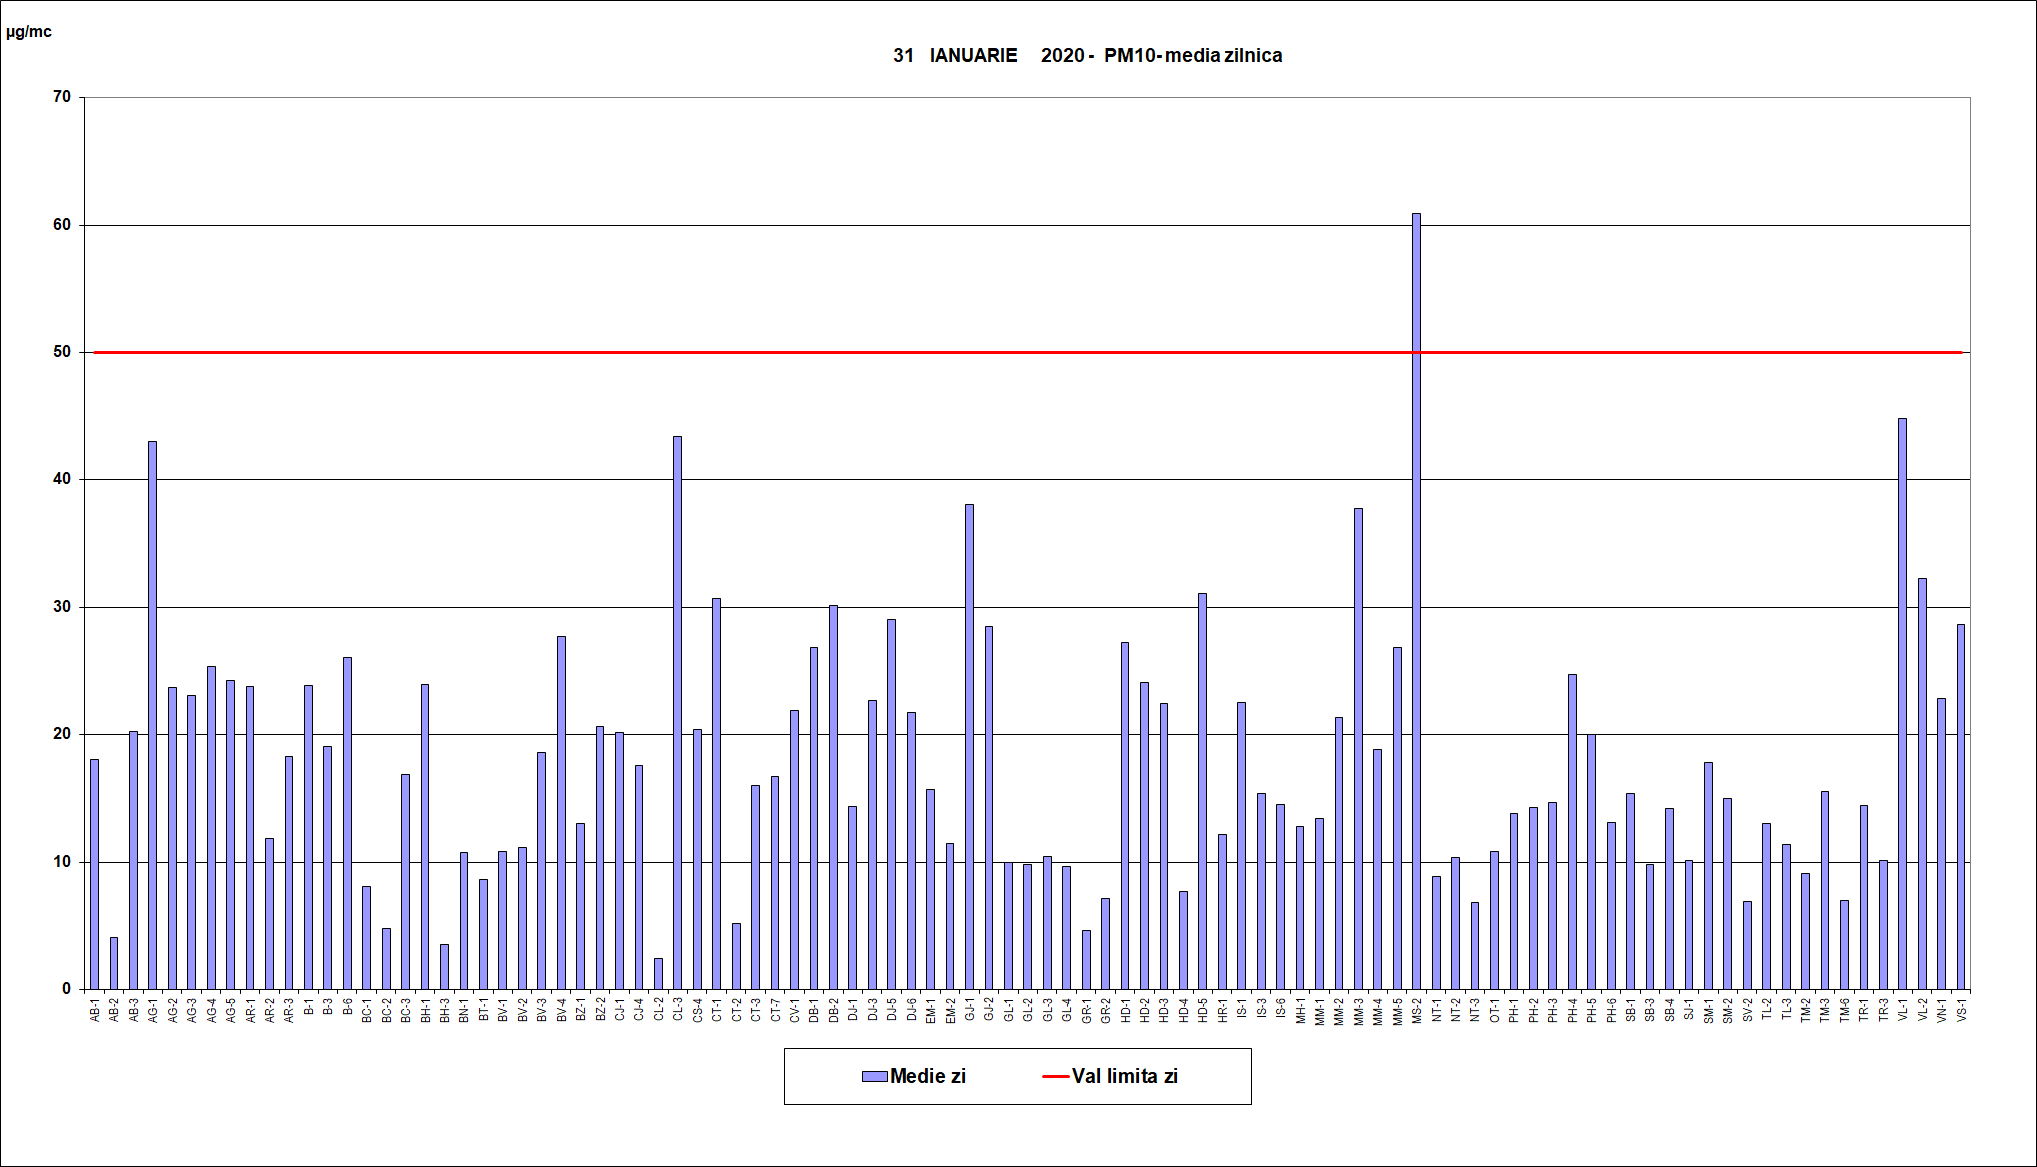 µg/mc
31 IANUARIE 2020 - PM10- media zilnica
70
60
50
40
30
20
10
0
AB-1 AB-2 AB-3 AG-1 AG-2 AG-3 AG-4 AG-5 AR-1 AR-2 AR-3 B-1 B-3 B-6 BC-1 BC-2 BC-3 BH-1 BH-3 BN-1 BT-1 BV-1 BV-2 BV-3 BV-4 BZ-1 BZ-2 CJ-1 CJ-4 CL-2 CL-3 CS-4 CT-1 CT-2 CT-3 CT-7 CV-1 DB-1 DB-2 DJ-1 DJ-3 DJ-5 DJ-6 EM-1 EM-2 GJ-1 GJ-2 GL-1 GL-2 GL-3 GL-4 GR-1 GR-2 HD-1 HD-2 HD-3 HD-4 HD-5 HR-1 IS-1 IS-3 IS-6 MH-1 MM-1 MM-2 MM-3 MM-4 MM-5 MS-2 NT-1 NT-2 NT-3 OT-1 PH-1 PH-2 PH-3 PH-4 PH-5 PH-6 SB-1 SB-3 SB-4 SJ-1 SM-1 SM-2 SV-2 TL-2 TL-3 TM-2 TM-3 TM-6 TR-1 TR-3 VL-1 VL-2 VN-1 VS-1
Medie zi Val limita zi